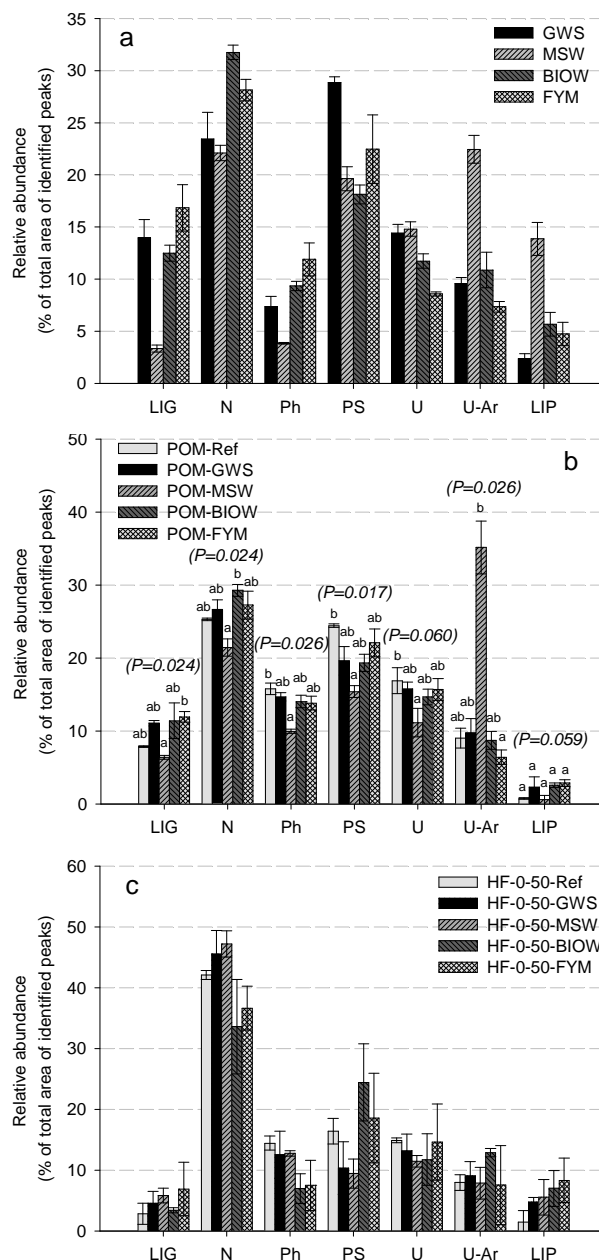 a
GWS
MSW
BIOW
FYM
Relative abundance
(% of total area of identified peaks)
35
30
25
20
15
10
5
0
LIG N Ph PS U U-Ar LIP
b
POM-Ref
POM-GWS
POM-MSW
POM-BIOW
POM-FYM
Relative abundance
(% of total area of identified peaks)
50
40
30
20
10
0
(P=0.024)
ab ab a ab b
(P=0.024)
ab ab a b ab
(P=0.026)
b ab a ab ab
(P=0.017)
b ab a ab ab
(P=0.060)
b ab a ab ab
(P=0.026)
ab ab b ab a
(P=0.059)
a a a a a
LIG N Ph PS U U-Ar LIP
c
HF-0-50-Ref
HF-0-50-GWS
HF-0-50-MSW
HF-0-50-BIOW
HF-0-50-FYM
Relative abundance
(% of total area of identified peaks)
60
50
40
30
20
10
0
LIG N Ph PS U U-Ar LIP